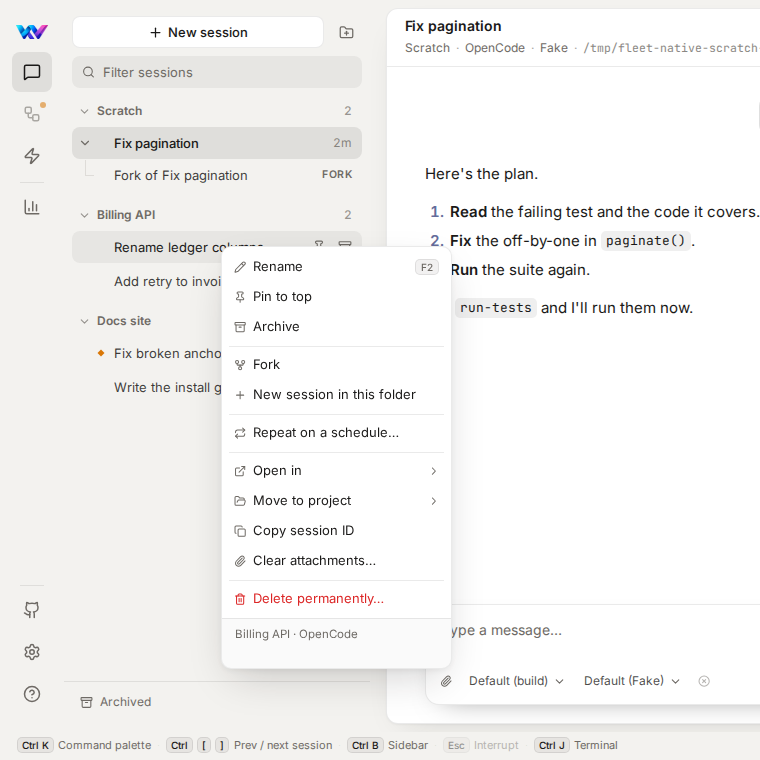 New session
Filter sessions
Scratch 2
Fix pagination 2m
Fork of Fix pagination FORK
Billing API 2
Rename ledger columns
Add retry to invoi
Docs site
Fix broken ancho
Write the install g
Archived
Rename F2
Pin to top
Archive
Fork
New session in this folder
Repeat on a schedule...
Open in
Move to project
Copy session ID
Clear attachments...
Delete permanently...
Billing API · OpenCode
Fix pagination
Scratch · OpenCode · Fake · /tmp/fleet-native-scratch
Here's the plan.
1. Read the failing test and the code it covers.
2. Fix the off-by-one in paginate().
Run the suite again.
run-tests and I'll run them now.
ype a message...
Default (build) Default (Fake)
Ctrl K Command palette Ctrl [ ] Prev / next session Ctrl B Sidebar Esc Interrupt Ctrl J Terminal